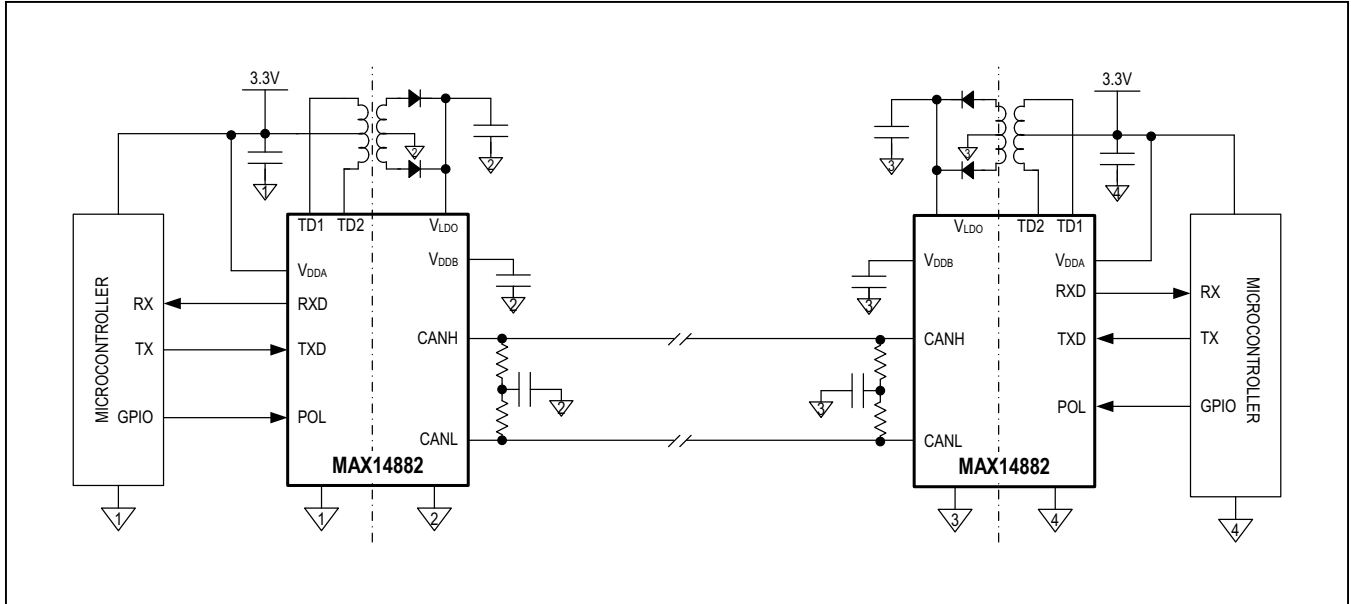 3.3V
1
2
2
TD1 TD2 VLDO
VDDA
VDDB
2
MICROCONTROLLER
RX
TX
GPIO
RXD
TXD
POL
CANH
CANL
2
MAX14882
1
1
2
3.3V
3
3
4
VLDO TD2 TD1
VDDB
VDDA
3
CANH
CANL
3
RXD
TXD
POL
RX
TX
GPIO
MICROCONTROLLER
MAX14882
3
4
4